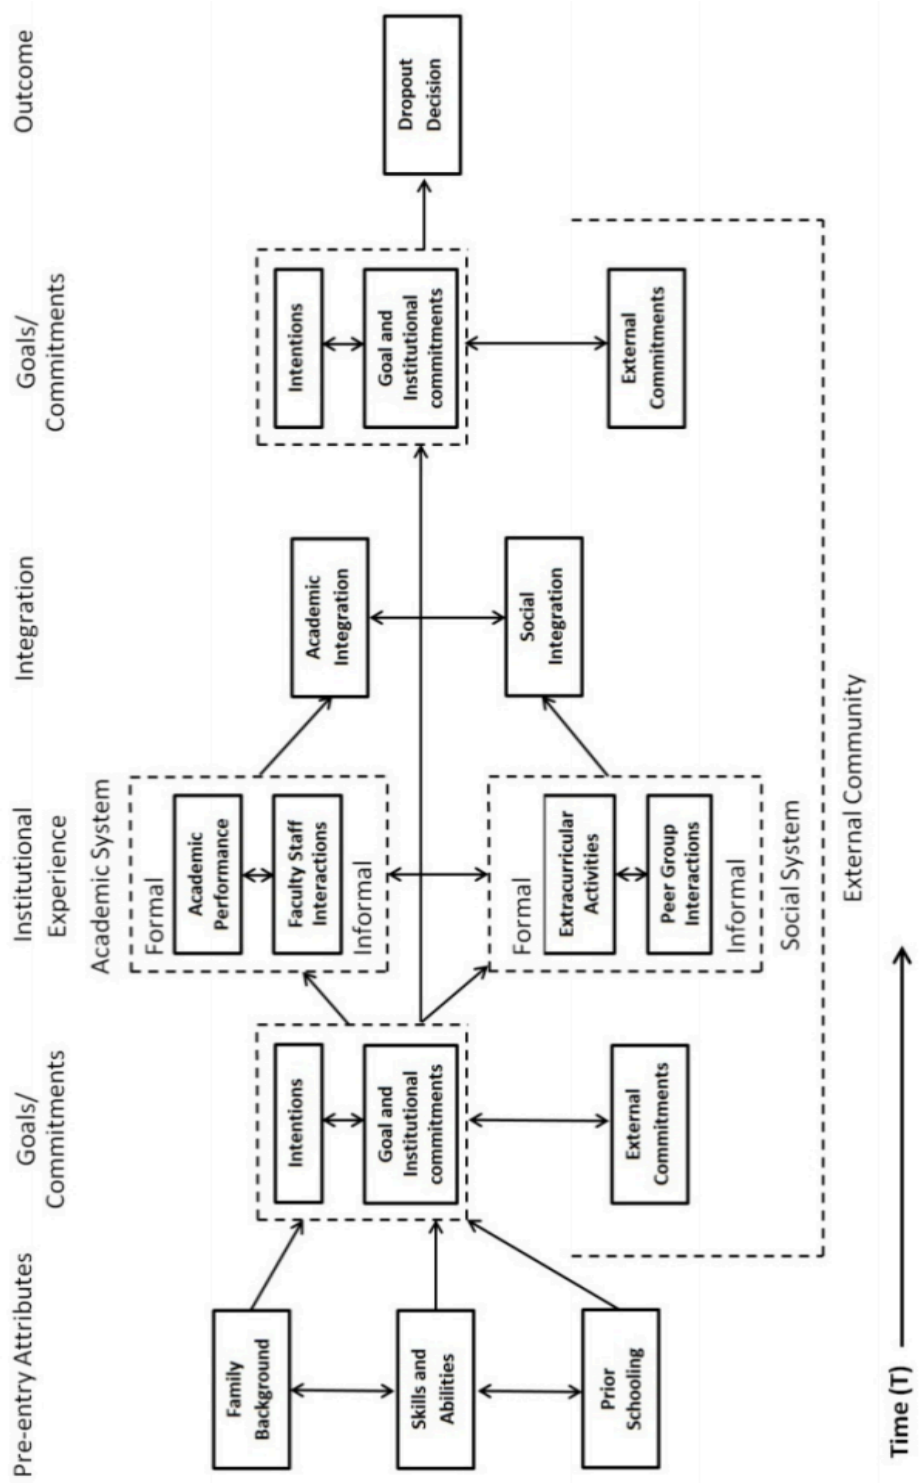 Pre-entry Attributes
Goals/
Commitments
Institutional
Experience
Integration
Goals/
Commitments
Outcome
Family
Background
Skills and
Abilities
Prior
Schooling
Intentions
Goal and
Institutional
commitments
External
Commitments
Academic System
Formal
Academic
Performance
Faculty Staff
Interactions
Informal
Formal
Extracurricular
Activities
Peer Group
Interactions
Informal
Social System
Academic
Integration
Social
Integration
Intentions
Goal and
Institutional
commitments
External
Commitments
Dropout
Decision
External Community
Time (T)